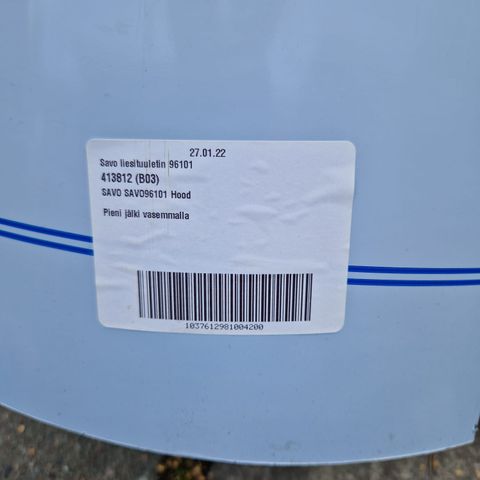 27.01.22
Savo liesituuletin 96101
413812 (B03)
SAVO SAVO96101 Hood
Pieni jälki vasemmalla
1037612981004200